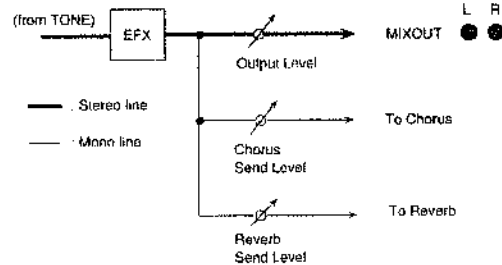 L R
(from TONE)
EFX
MIXOUT
Output Level
: Stereo line
: Mono line
To Chorus
Chorus
Send Level
To Reverb
Reverb
Send Level